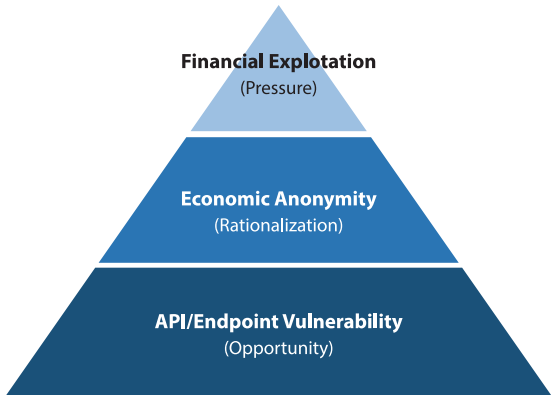 Financial Explotation
(Pressure)
Economic Anonymity
(Rationalization)
API/Endpoint Vulnerability
(Opportunity)